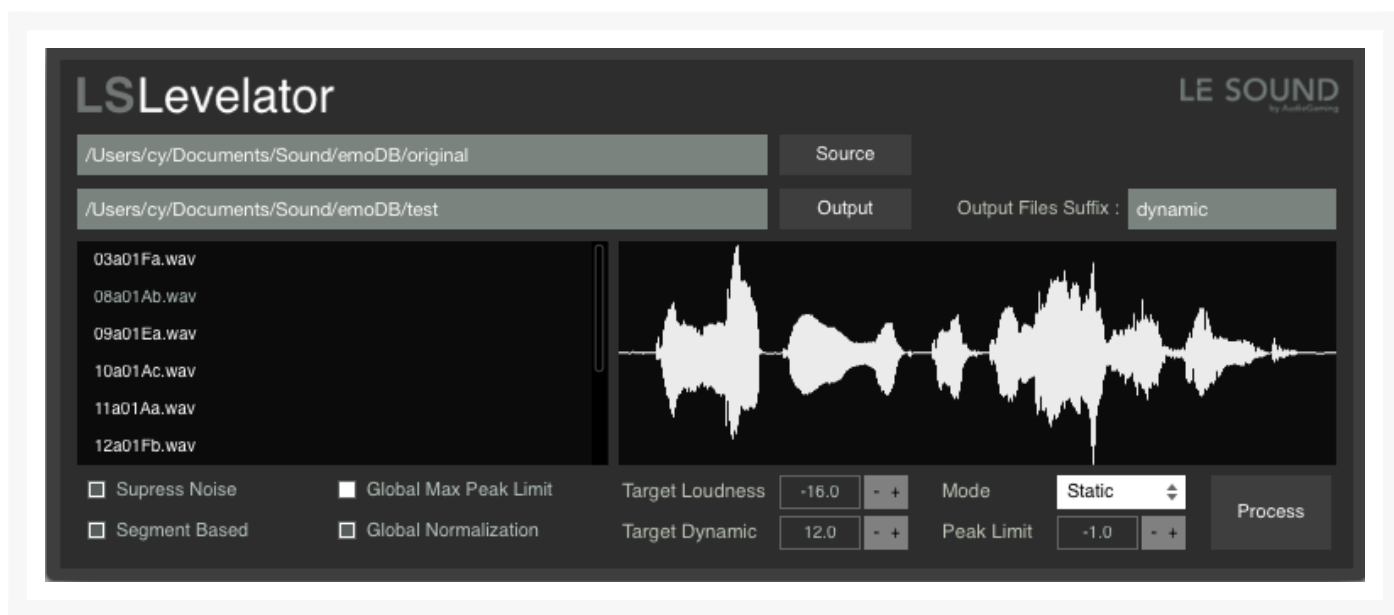 LSLevelator
LE SOUND
by AudioGaming
/Users/cy/Documents/Sound/emoDB/original
Source
/Users/cy/Documents/Sound/emoDB/test
Output
Output Files Suffix :
dynamic
03a01Fa.wav
08a01Ab.wav
09a01Ea.wav
10a01Ac.wav
11a01Aa.wav
12a01Fb.wav
Supress Noise
Global Max Peak Limit
Target Loudness
-16.0
- +
Mode
Static
Process
Segment Based
Global Normalization
Target Dynamic
12.0
- +
Peak Limit
-1.0
- +